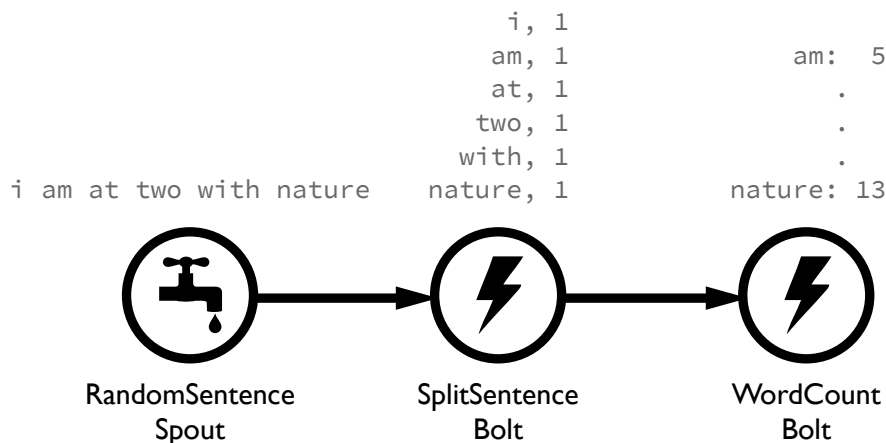 i am at two with nature
i, 1
am, 1
at, 1
two, 1
with, 1
nature, 1
am: 5
.
.
.
nature: 13
RandomSentence
Spout
SplitSentence
Bolt
WordCount
Bolt